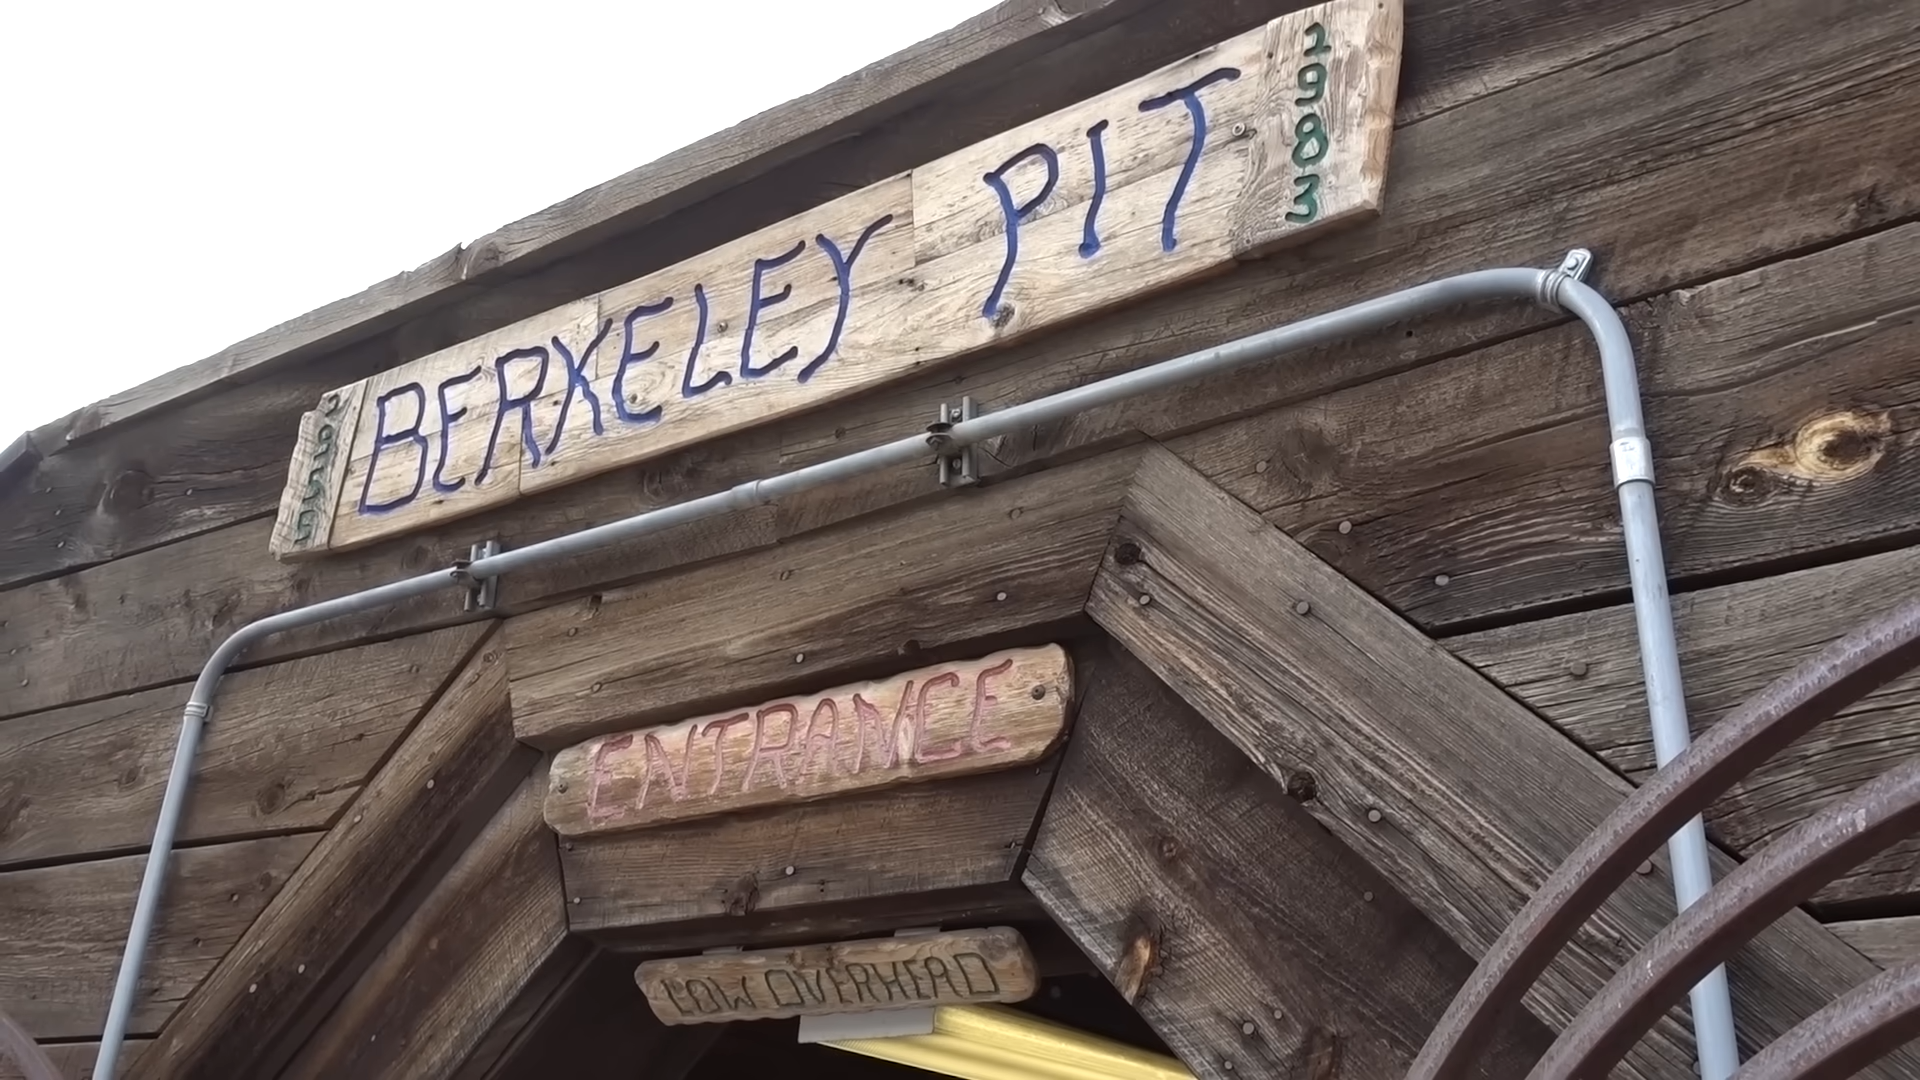 1955
BERKELEY PIT
1983
ENTRANCE
LOW OVERHEAD